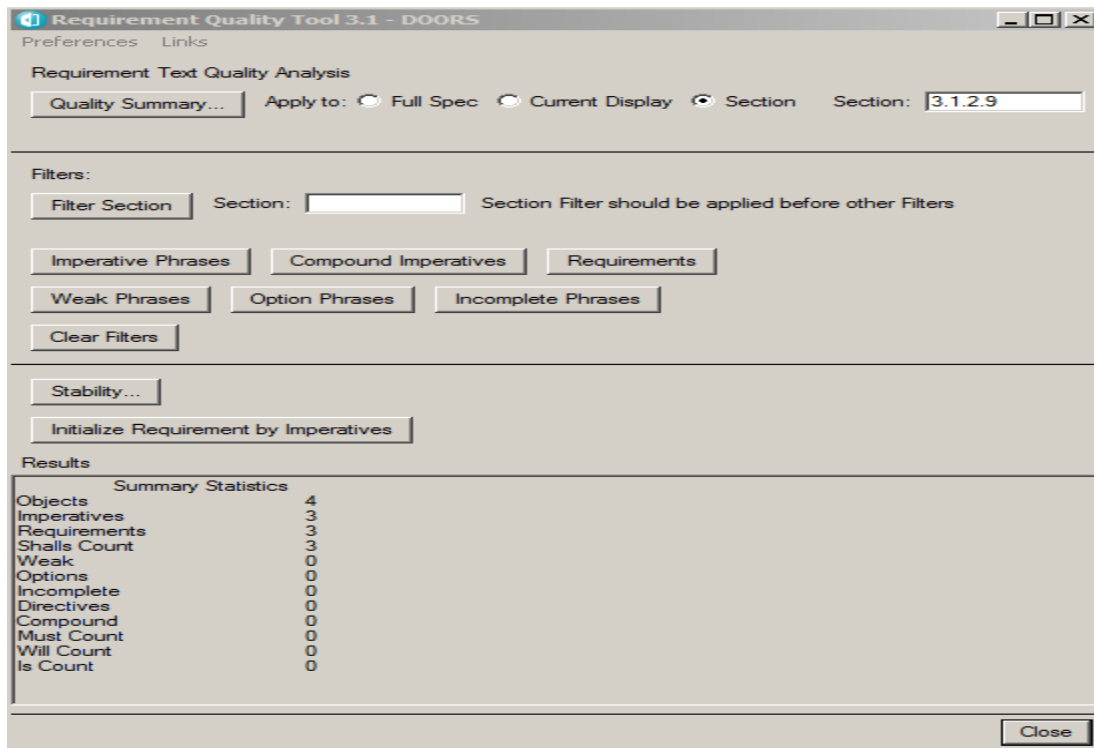 Requirement Quality Tool 3.1 - DOORS
Preferences Links
Requirement Text Quality Analysis
Quality Summary... Apply to: Full Spec Current Display Section Section: 3.1.2.9
Filters:
Filter Section Section: Section Filter should be applied before other Filters
Imperative Phrases Compound Imperatives Requirements
Weak Phrases Option Phrases Incomplete Phrases
Clear Filters
Stability...
Initialize Requirement by Imperatives
Results
Summary Statistics
Objects 4
Imperatives 3
Requirements 3
Shalls Count 3
Weak 0
Options 0
Incomplete 0
Directives 0
Compound 0
Must Count 0
Will Count 0
Is Count 0
Close